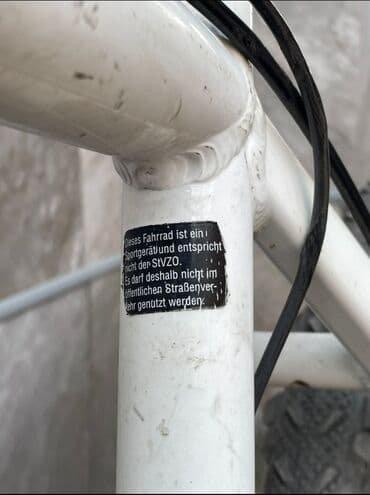 Dieses Fahrrad ist ein
Sportgerät und entspricht
nicht der StVZO.
Es darf deshalb nicht im
öffentlichen Straßenver-
kehr genützt werden.